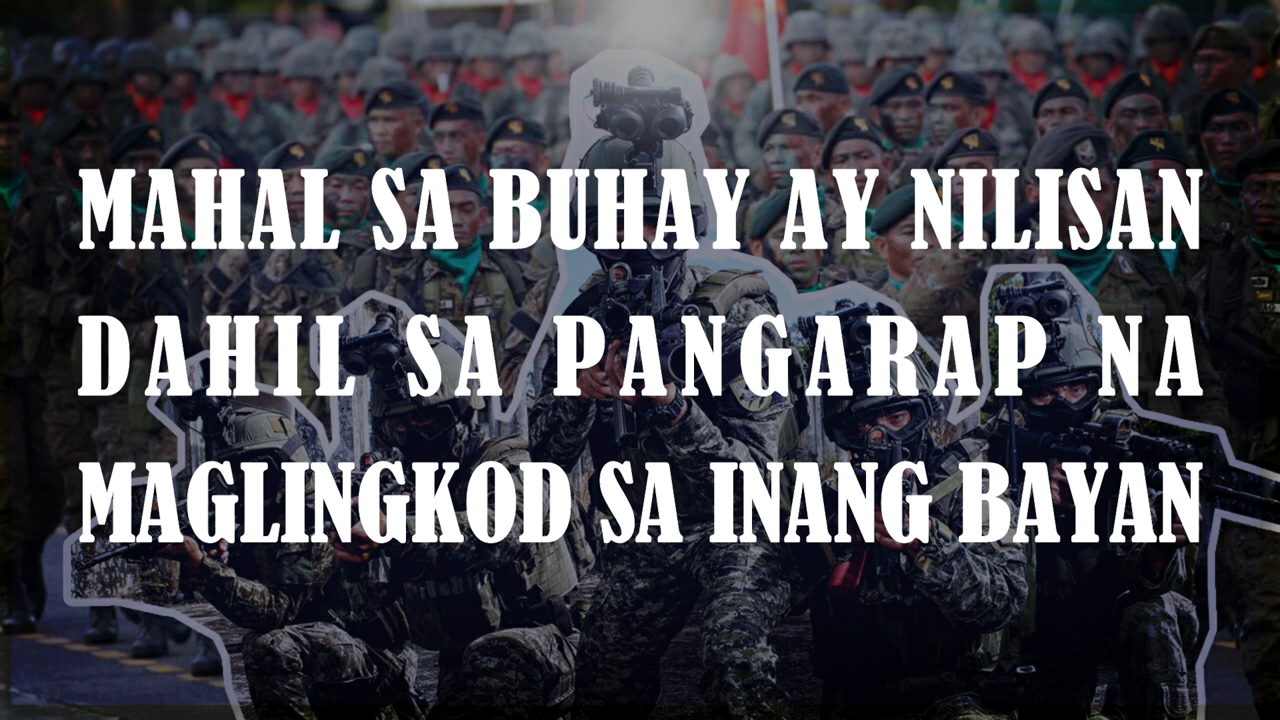 MAHAL SA BUHAY AY NILISAN
DAHIL SA PANGARAP NA
MAGLINGKOD SA INANG BAYAN